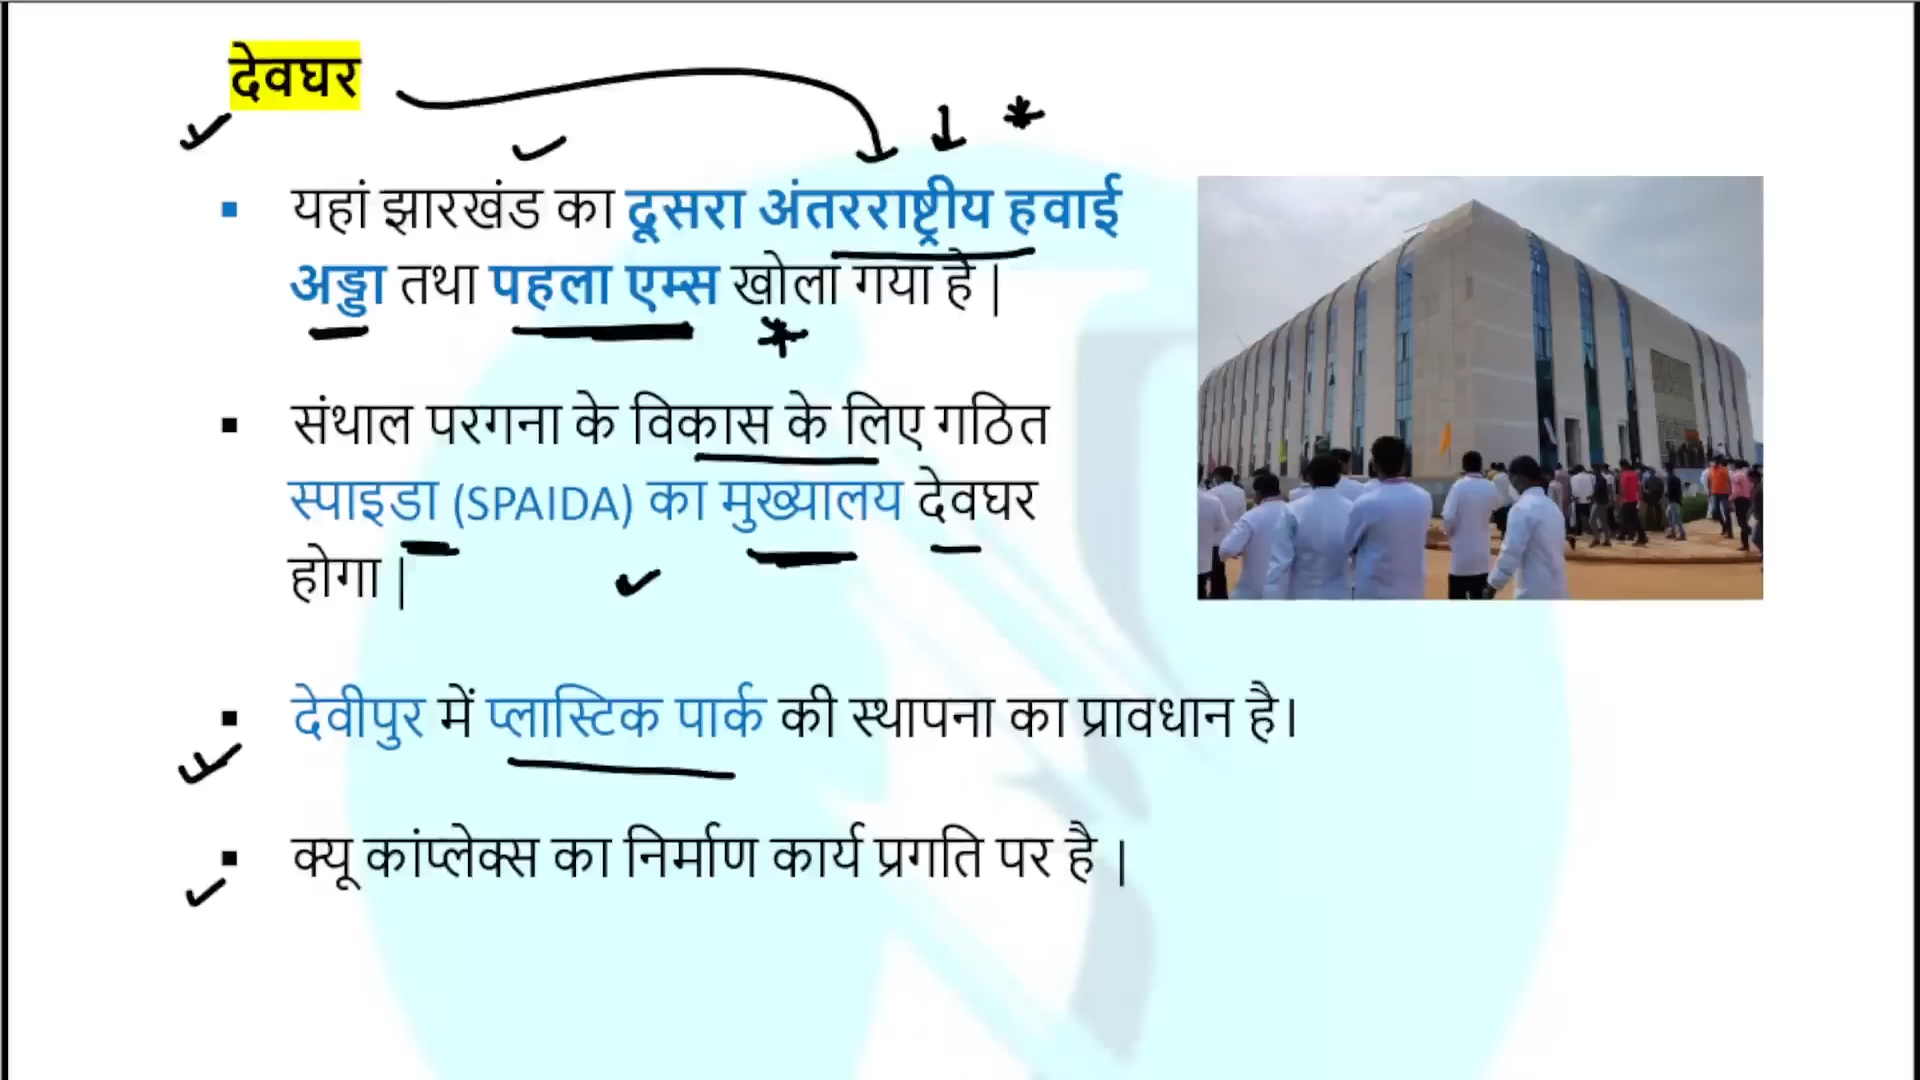 देवघर
यहां झारखंड का दूसरा अंतरराष्ट्रीय हवाई
अड्डा तथा पहला एम्स खोला गया है |
संथाल परगना के विकास के लिए गठित
स्पाइडा (SPAIDA) का मुख्यालय देवघर
होगा |
देवीपुर में प्लास्टिक पार्क की स्थापना का प्रावधान है।
क्यू कांप्लेक्स का निर्माण कार्य प्रगति पर है |